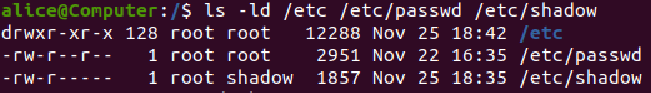 alice@Computer:/$ ls -ld /etc /etc/passwd /etc/shadow
drwxr-xr-x 128 root root   12288 Nov 25 18:42 /etc
-rw-r--r--   1 root root    2951 Nov 22 16:35 /etc/passwd
-rw-r-----   1 root shadow  1857 Nov 25 18:35 /etc/shadow